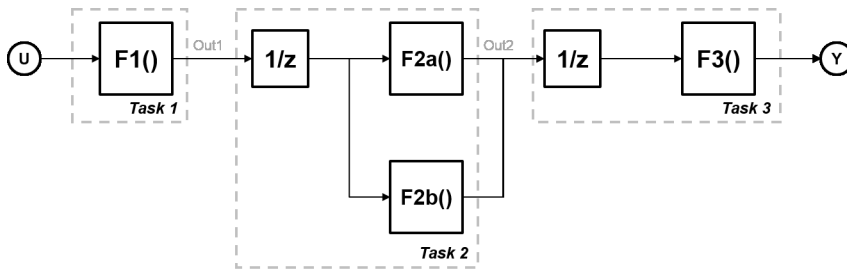 U
F1()
Out1
1/z
F2a()
Out2
1/z
F3()
Y
Task 1
Task 3
F2b()
Task 2